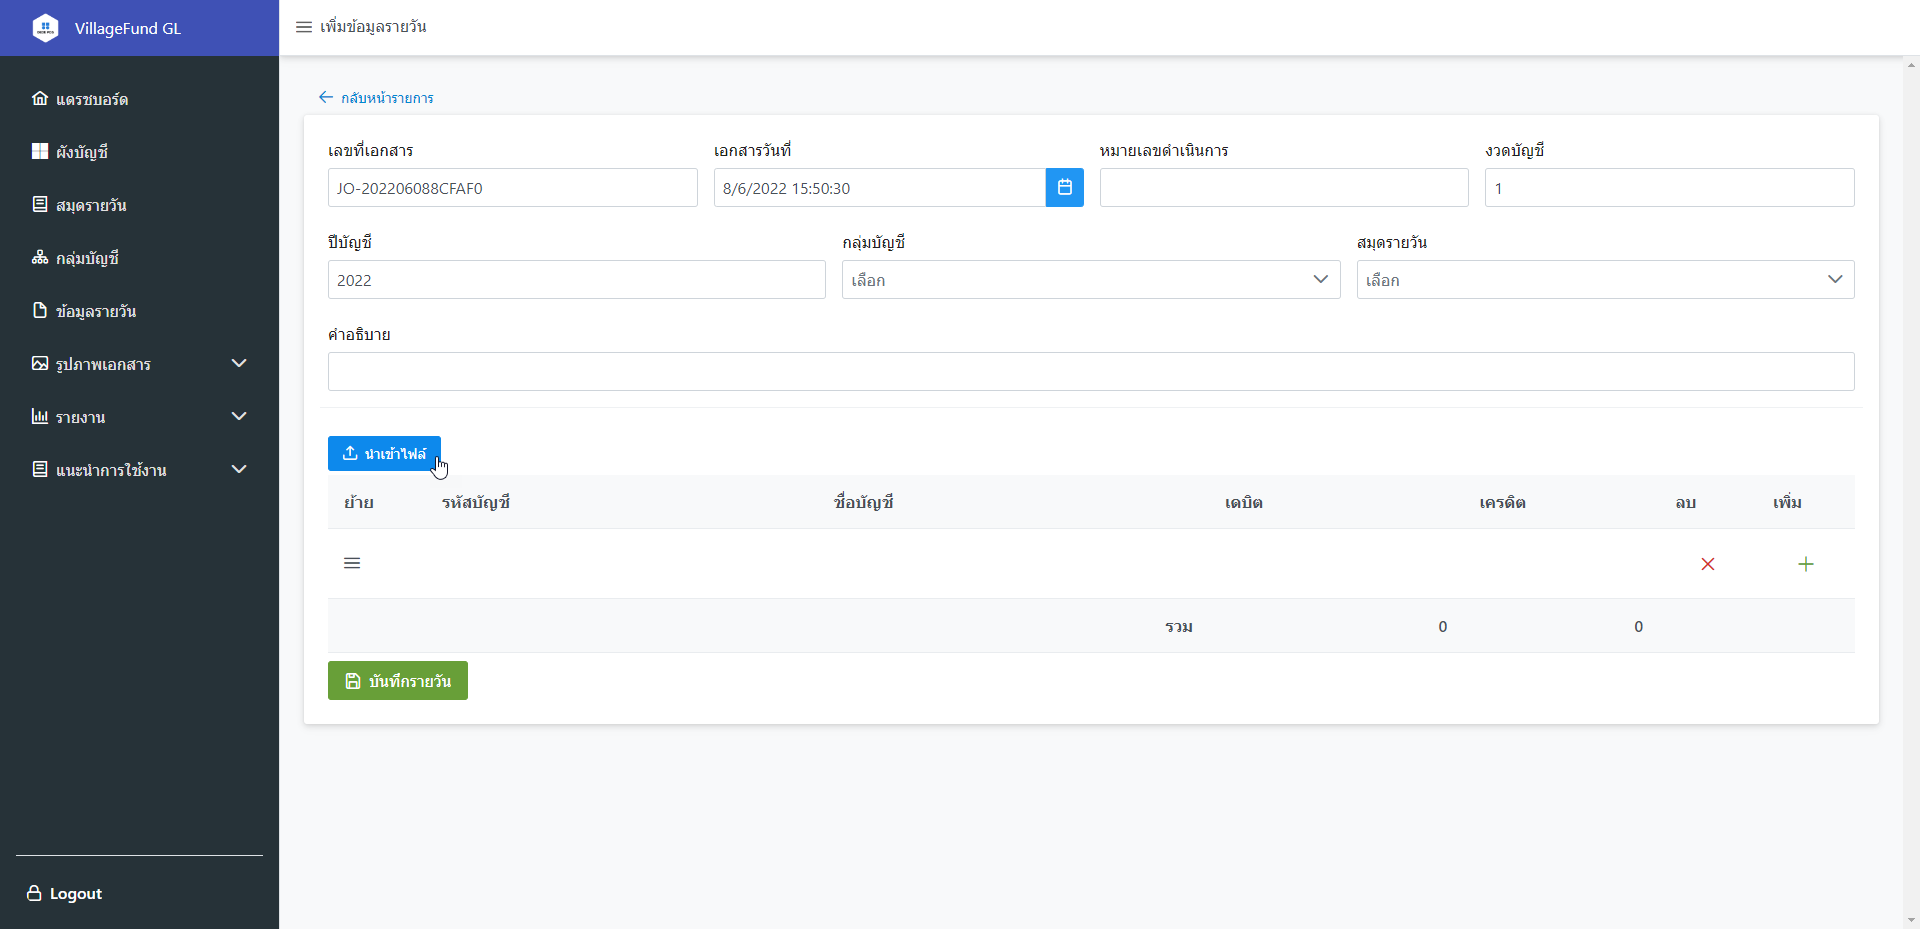 VillageFund GL
เพิ่มข้อมูลรายวัน
แดรชบอร์ด
ผังบัญชี
สมุดรายวัน
กลุ่มบัญชี
ข้อมูลรายวัน
รูปภาพเอกสาร
รายงาน
แนะนำการใช้งาน
Logout
กลับหน้ารายการ
เลขที่เอกสาร เอกสารวันที่ หมายเลขดำเนินการ งวดบัญชี
JO-202206088CFAF0 8/6/2022 15:50:30 1
ปีบัญชี กลุ่มบัญชี สมุดรายวัน
2022 เลือก เลือก
คำอธิบาย
นำเข้าไฟล์
ย้าย รหัสบัญชี ชื่อบัญชี เดบิต เครดิต ลบ เพิ่ม
รวม 0 0
บันทึกรายวัน